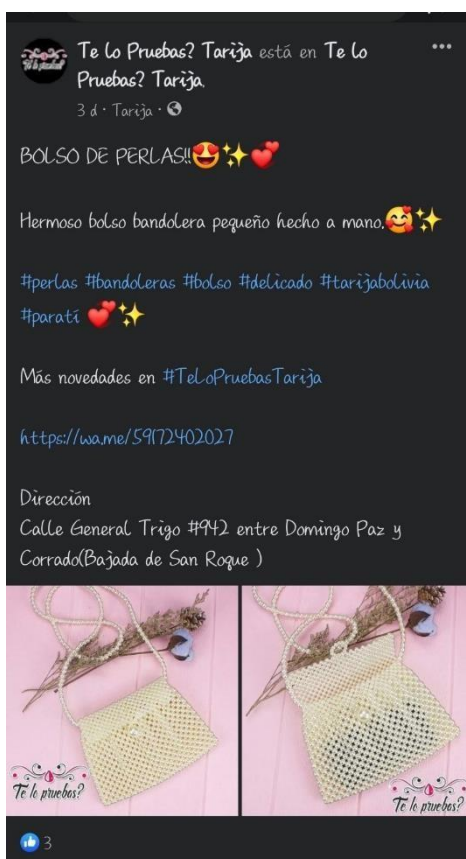 Te lo Pruebas? Tarija está en Te lo
Pruebas? Tarija.
3 d · Tarija ·
BOLSO DE PERLAS!!😍✨💕
Hermoso bolso bandolera pequeño hecho a mano.🥰✨
#perlas #bandoleras #bolso #delicado #tarijabolivia
#paratí 💕✨
Más novedades en #TeLoPruebasTarija
https://wa.me/59172402027
Dirección
Calle General Trigo #942 entre Domingo Paz y
Corrado(Bajada de San Roque )
Te lo pruebas?
Te lo pruebas?
3